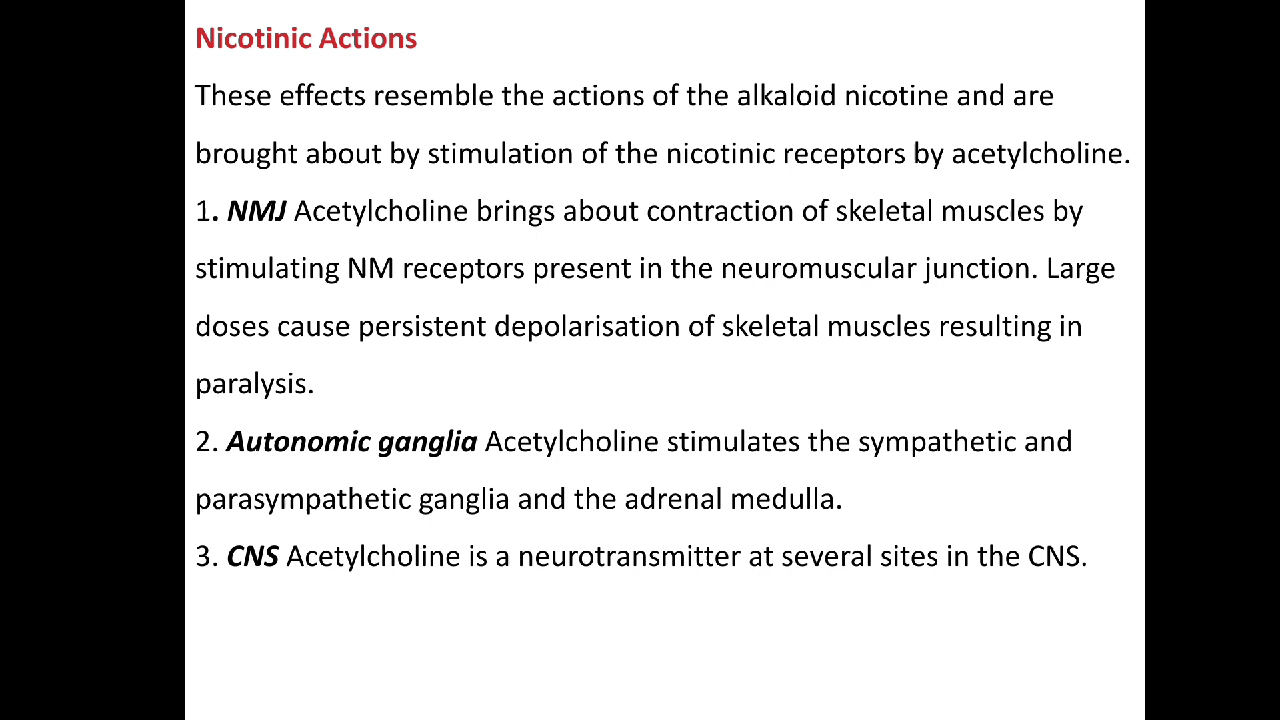 Nicotinic Actions
These effects resemble the actions of the alkaloid nicotine and are
brought about by stimulation of the nicotinic receptors by acetylcholine.
1. NMJ Acetylcholine brings about contraction of skeletal muscles by
stimulating NM receptors present in the neuromuscular junction. Large
doses cause persistent depolarisation of skeletal muscles resulting in
paralysis.
2. Autonomic ganglia Acetylcholine stimulates the sympathetic and
parasympathetic ganglia and the adrenal medulla.
3. CNS Acetylcholine is a neurotransmitter at several sites in the CNS.